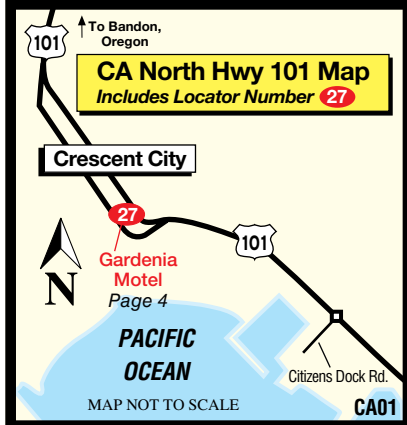 101
To Bandon,
Oregon
CA North Hwy 101 Map
Includes Locator Number 27
Crescent City
27
Gardenia
Motel
Page 4
101
N
PACIFIC
OCEAN
Citizens Dock Rd.
MAP NOT TO SCALE
CA01